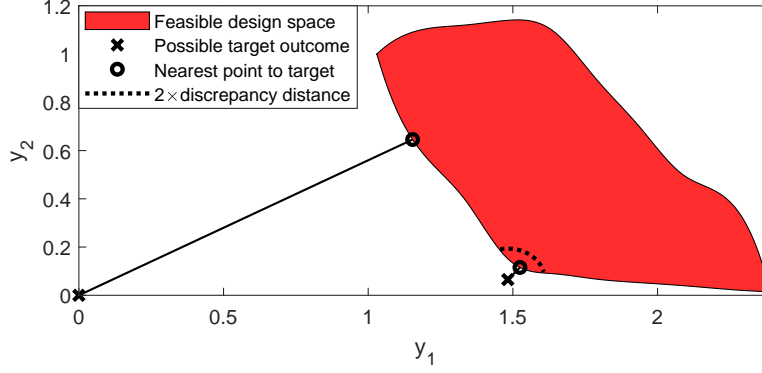 1.2
1
0.8
0.6
0.4
0.2
0
y2
Feasible design space
Possible target outcome
Nearest point to target
2×discrepancy distance
0 0.5 1 1.5 2
y1